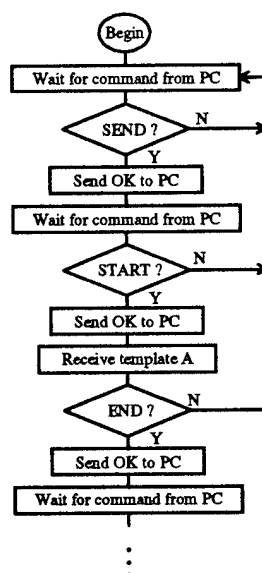 Begin
Wait for command from PC
SEND ?
N
Y
Send OK to PC
Wait for command from PC
START ?
N
Y
Send OK to PC
Receive template A
END ?
N
Y
Send OK to PC
Wait for command from PC